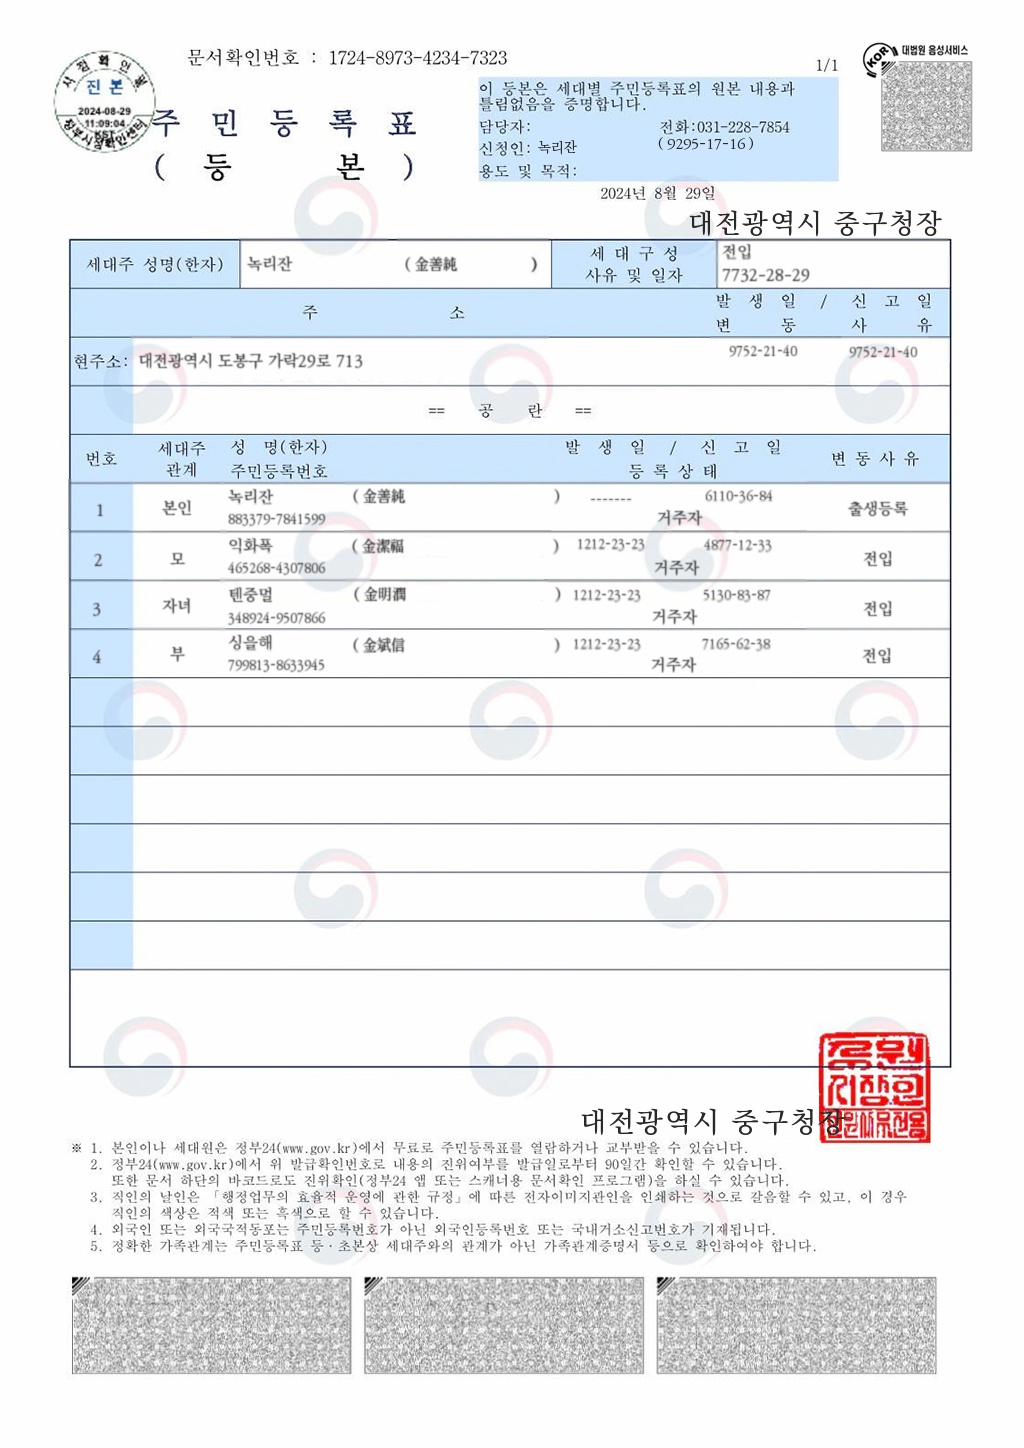 문서확인번호 : 1724-8973-4234-7323
1/1
대법원 음성서비스
KOR
시점확인필
진본
2024-08-29
11:09:04
KST
정부시점확인센터
주민등록표
( 등 본 )
이 등본은 세대별 주민등록표의 원본 내용과
틀림없음을 증명합니다.
담당자: 전화:031-228-7854
신청인: 녹리잔 (9295-17-16)
용도 및 목적:
2024년 8월 29일
대전광역시 중구청장
세대주 성명(한자) 녹리잔 (金善純 ) 세대구성 사유 및 일자 전입 7732-28-29
주 소 발생일 / 신고일
변동사유
현주소: 대전광역시 도봉구 가락29로 713 9752-21-40 9752-21-40
== 공 란 ==
번호 세대주 관계 성 명(한자) 주민등록번호 발생일 / 신고일 등록상태 변동사유
1 본인 녹리잔 (金善純 ) ------- 6110-36-84 출생등록
883379-7841599 거주자
2 모 익화폭 (金潔福 ) 1212-23-23 4877-12-33 전입
465268-4307806 거주자
3 자녀 텐중멀 (金明潤 ) 1212-23-23 5130-83-87 전입
348924-9507866 거주자
4 부 싱을해 (金斌信 ) 1212-23-23 7165-62-38 전입
799813-8633945 거주자
대전광역시 중구청장
※ 1. 본인이나 세대원은 정부24(www.gov.kr)에서 무료로 주민등록표를 열람하거나 교부받을 수 있습니다.
2. 정부24(www.gov.kr)에서 위 발급확인번호로 내용의 진위여부를 발급일로부터 90일간 확인할 수 있습니다.
또한 문서 하단의 바코드로도 진위확인(정부24 앱 또는 스캐너용 문서확인 프로그램)을 하실 수 있습니다.
3. 직인의 날인은 「행정업무의 효율적 운영에 관한 규정」에 따른 전자이미지관인을 인쇄하는 것으로 갈음할 수 있고, 이 경우
직인의 색상은 적색 또는 흑색으로 할 수 있습니다.
4. 외국인 또는 외국국적동포는 주민등록번호가 아닌 외국인등록번호 또는 국내거소신고번호가 기재됩니다.
5. 정확한 가족관계는 주민등록표 등·초본상 세대주와의 관계가 아닌 가족관계증명서 등으로 확인하여야 합니다.